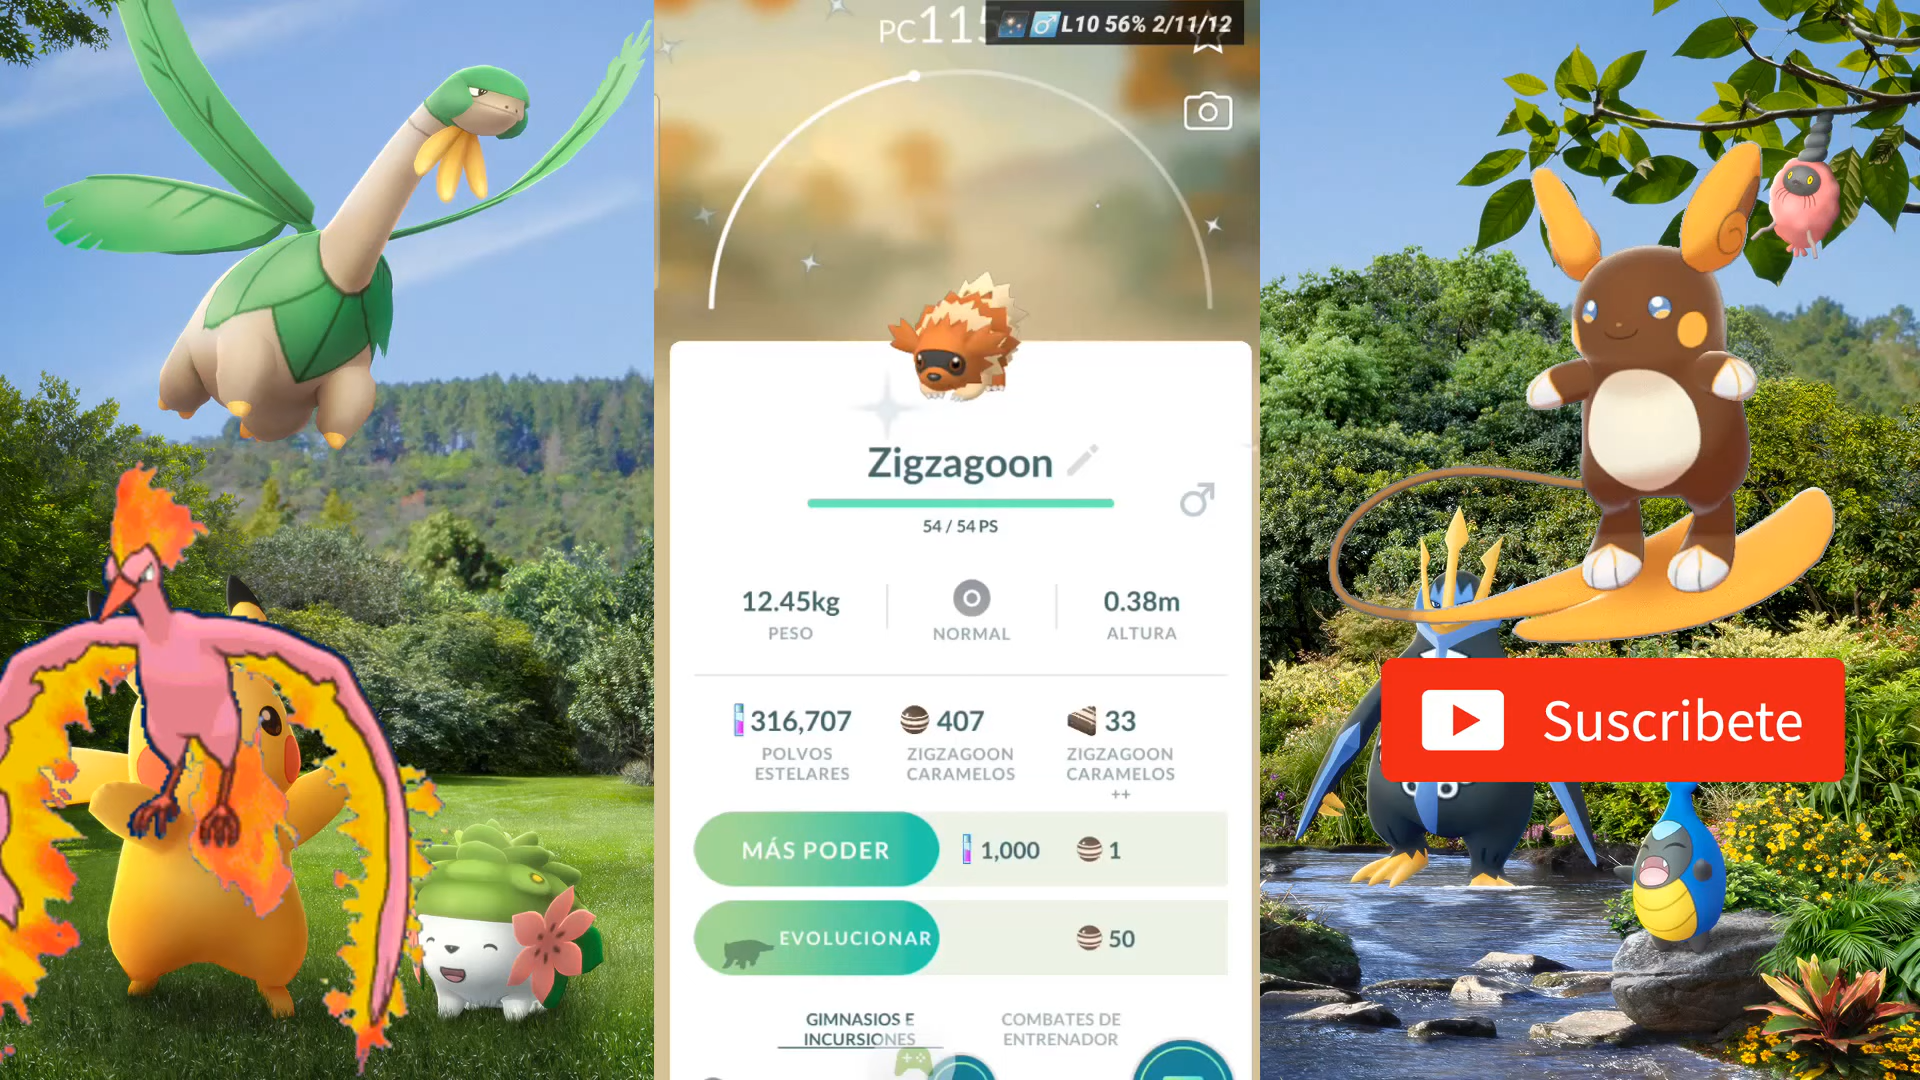 PC115
L10 56% 2/11/12
Zigzagoon
54 / 54 PS
12.45kg
PESO
NORMAL
0.38m
ALTURA
316,707
POLVOS
ESTELARES
407
ZIGZAGOON
CARAMELOS
33
ZIGZAGOON
CARAMELOS
++
MÁS PODER
1,000
1
EVOLUCIONAR
50
GIMNASIOS E
INCURSIONES
COMBATES DE
ENTRENADOR
Suscribete